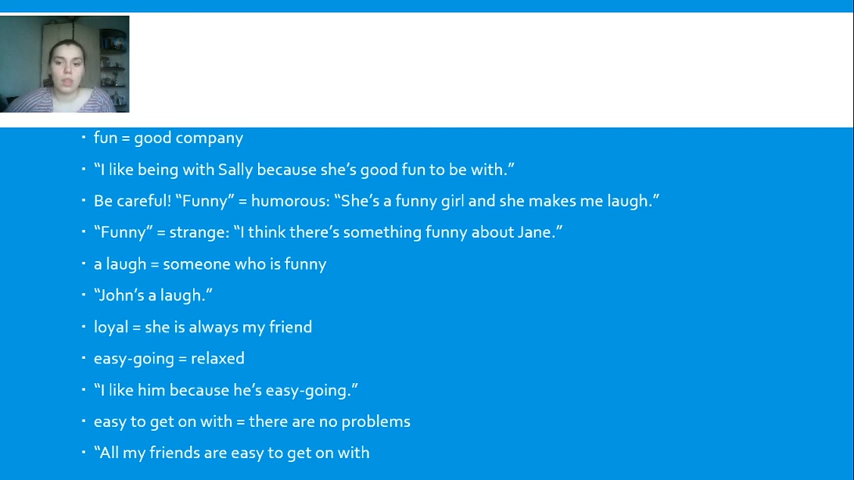 · fun = good company
· “I like being with Sally because she’s good fun to be with.”
· Be careful! “Funny” = humorous: “She’s a funny girl and she makes me laugh.”
· “Funny” = strange: “I think there’s something funny about Jane.”
· a laugh = someone who is funny
· “John’s a laugh.”
· loyal = she is always my friend
· easy-going = relaxed
· “I like him because he’s easy-going.”
· easy to get on with = there are no problems
· “All my friends are easy to get on with